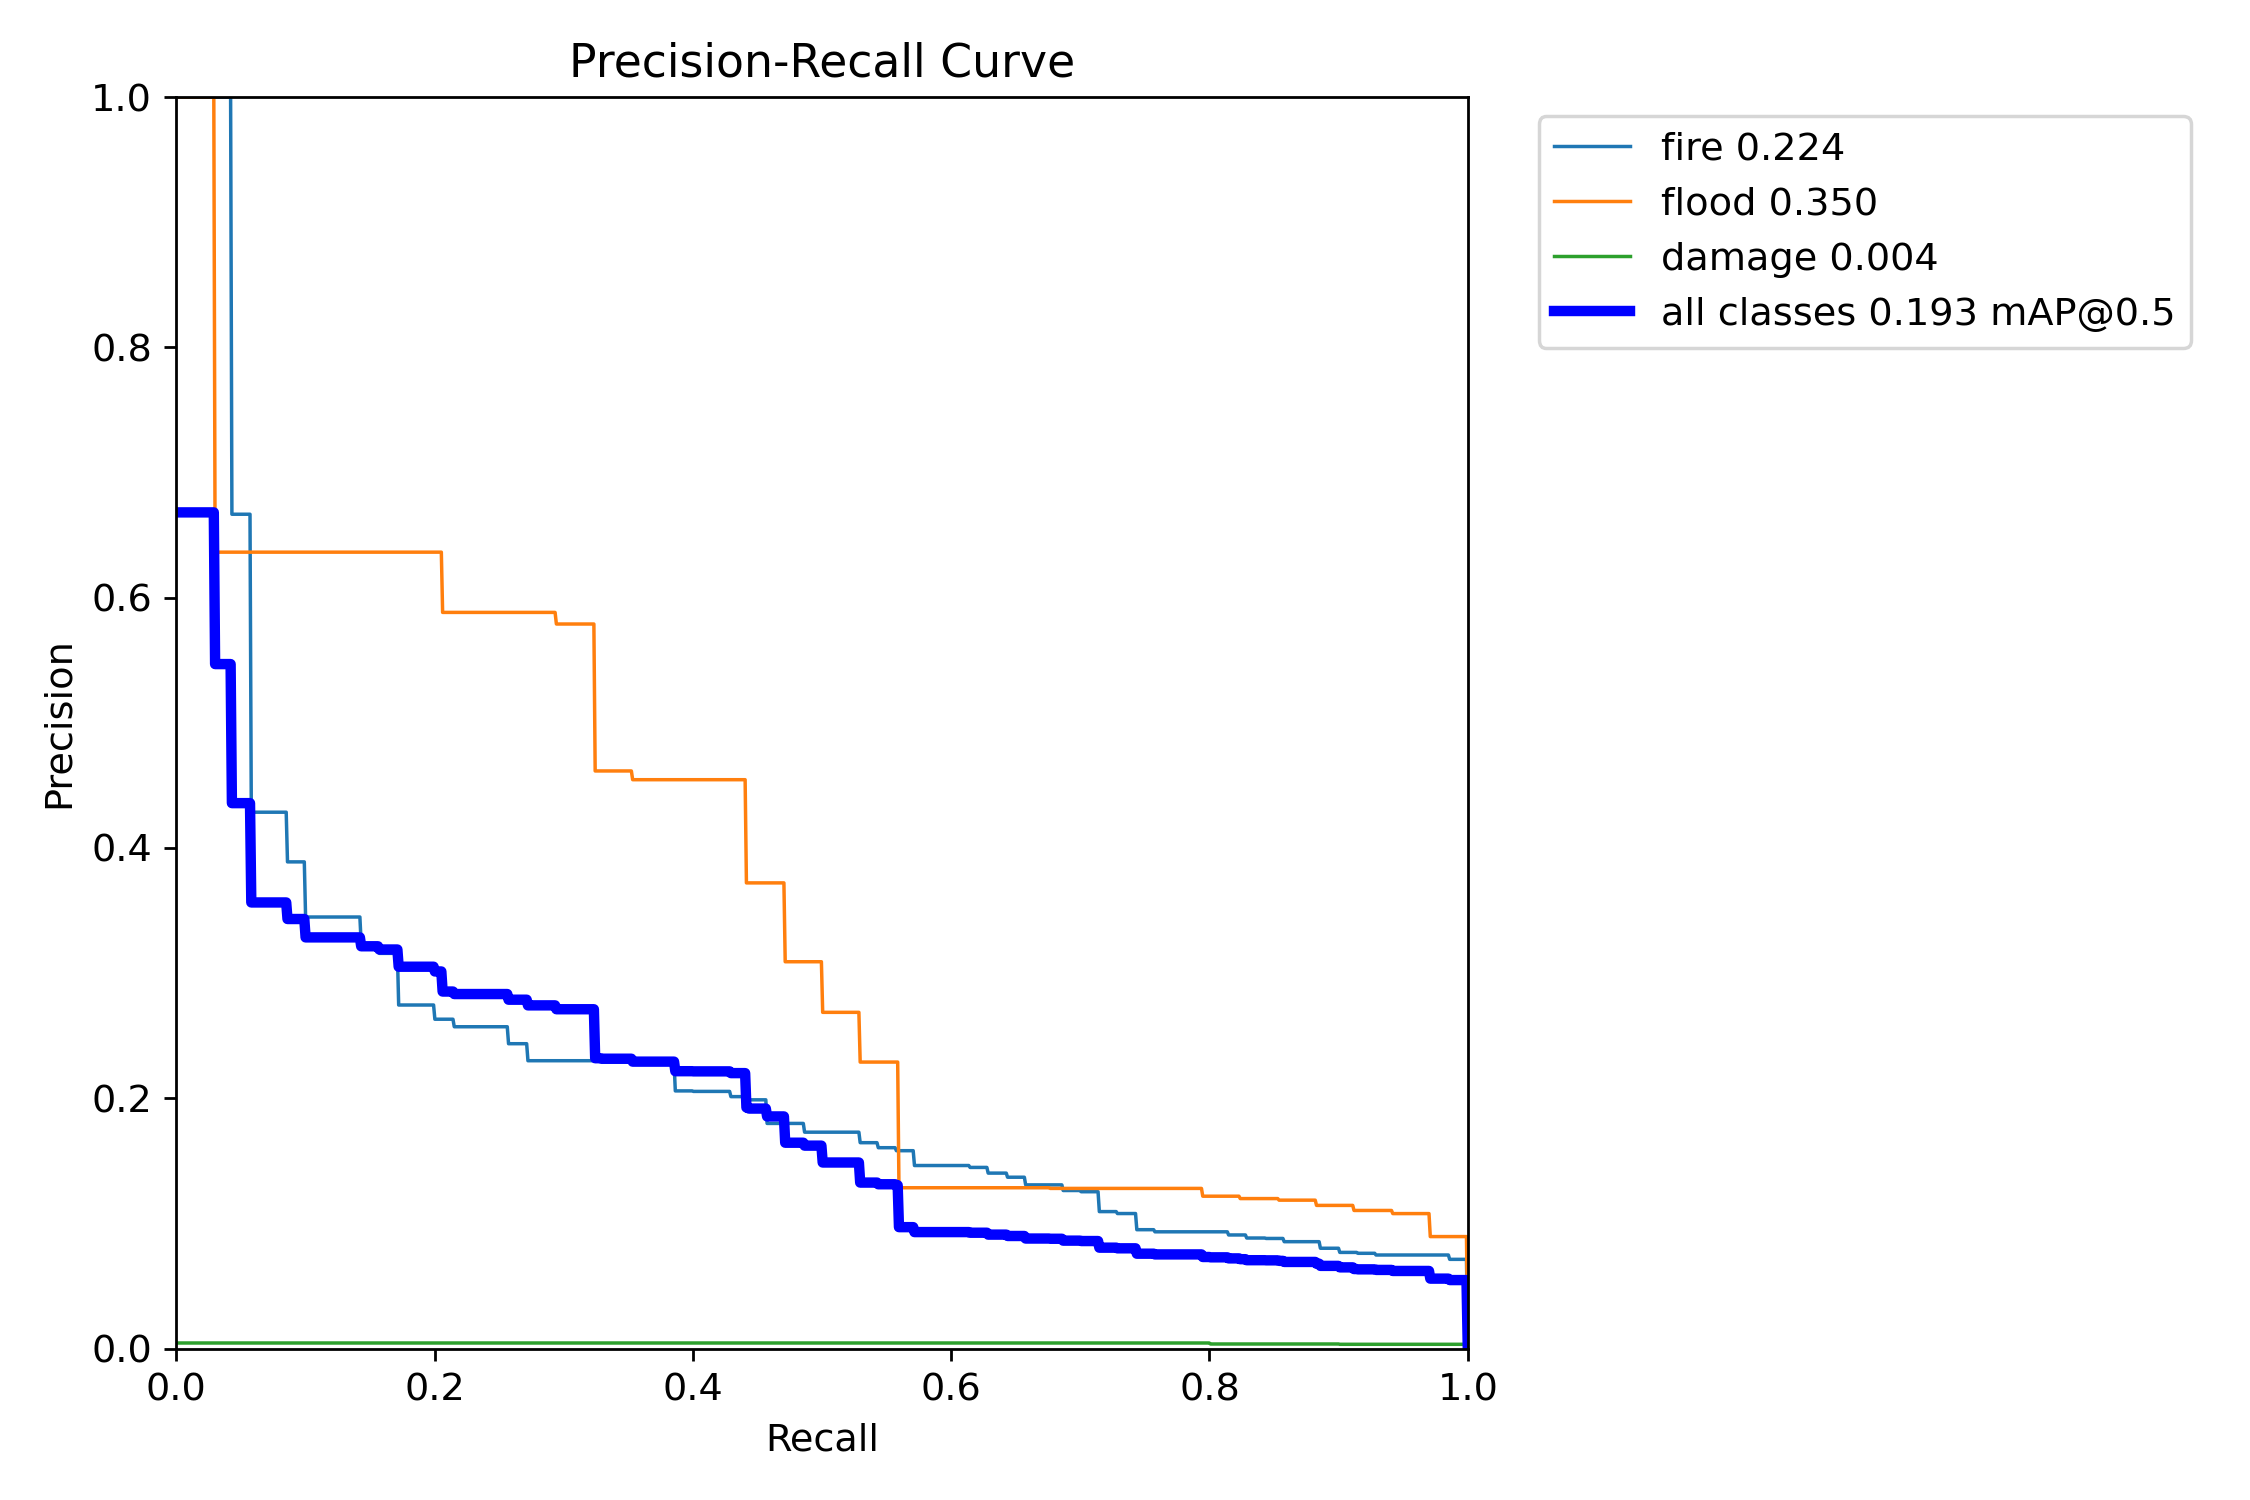 Precision-Recall Curve
1.0
0.8
0.6
0.4
0.2
0.0
Precision
0.0 0.2 0.4 0.6 0.8 1.0
Recall
fire 0.224
flood 0.350
damage 0.004
all classes 0.193 mAP@0.5